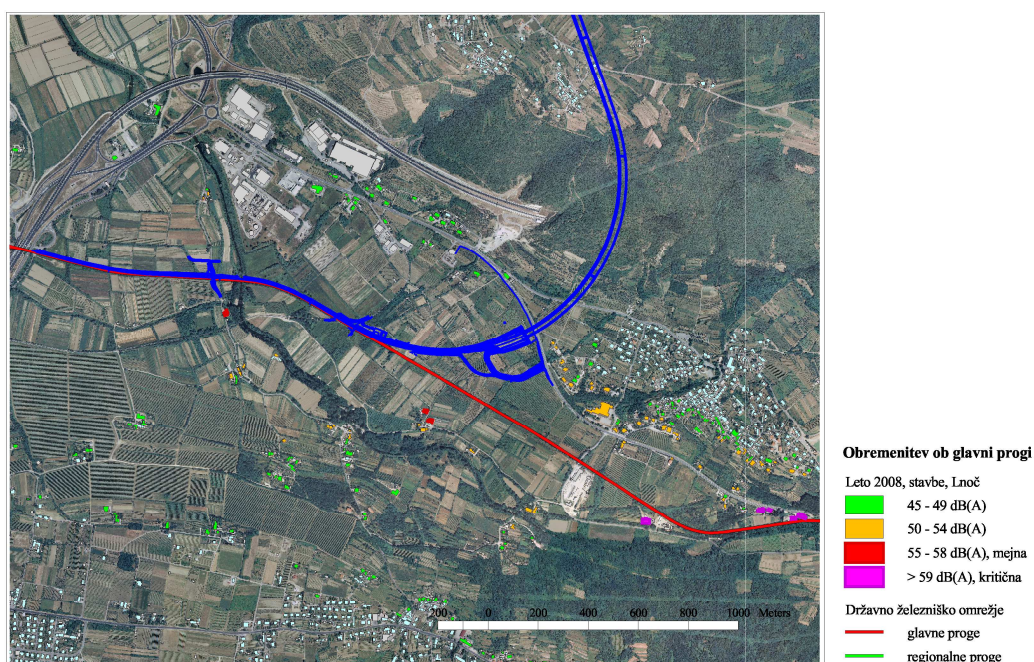 Obremenitev ob glavni progi
Leto 2008, stavbe, Lnoč
45 - 49 dB(A)
50 - 54 dB(A)
55 - 58 dB(A), mejna
> 59 dB(A), kritična
Državno železniško omrežje
glavne proge
regionalne proge
200 0 200 400 600 800 1000 Meters